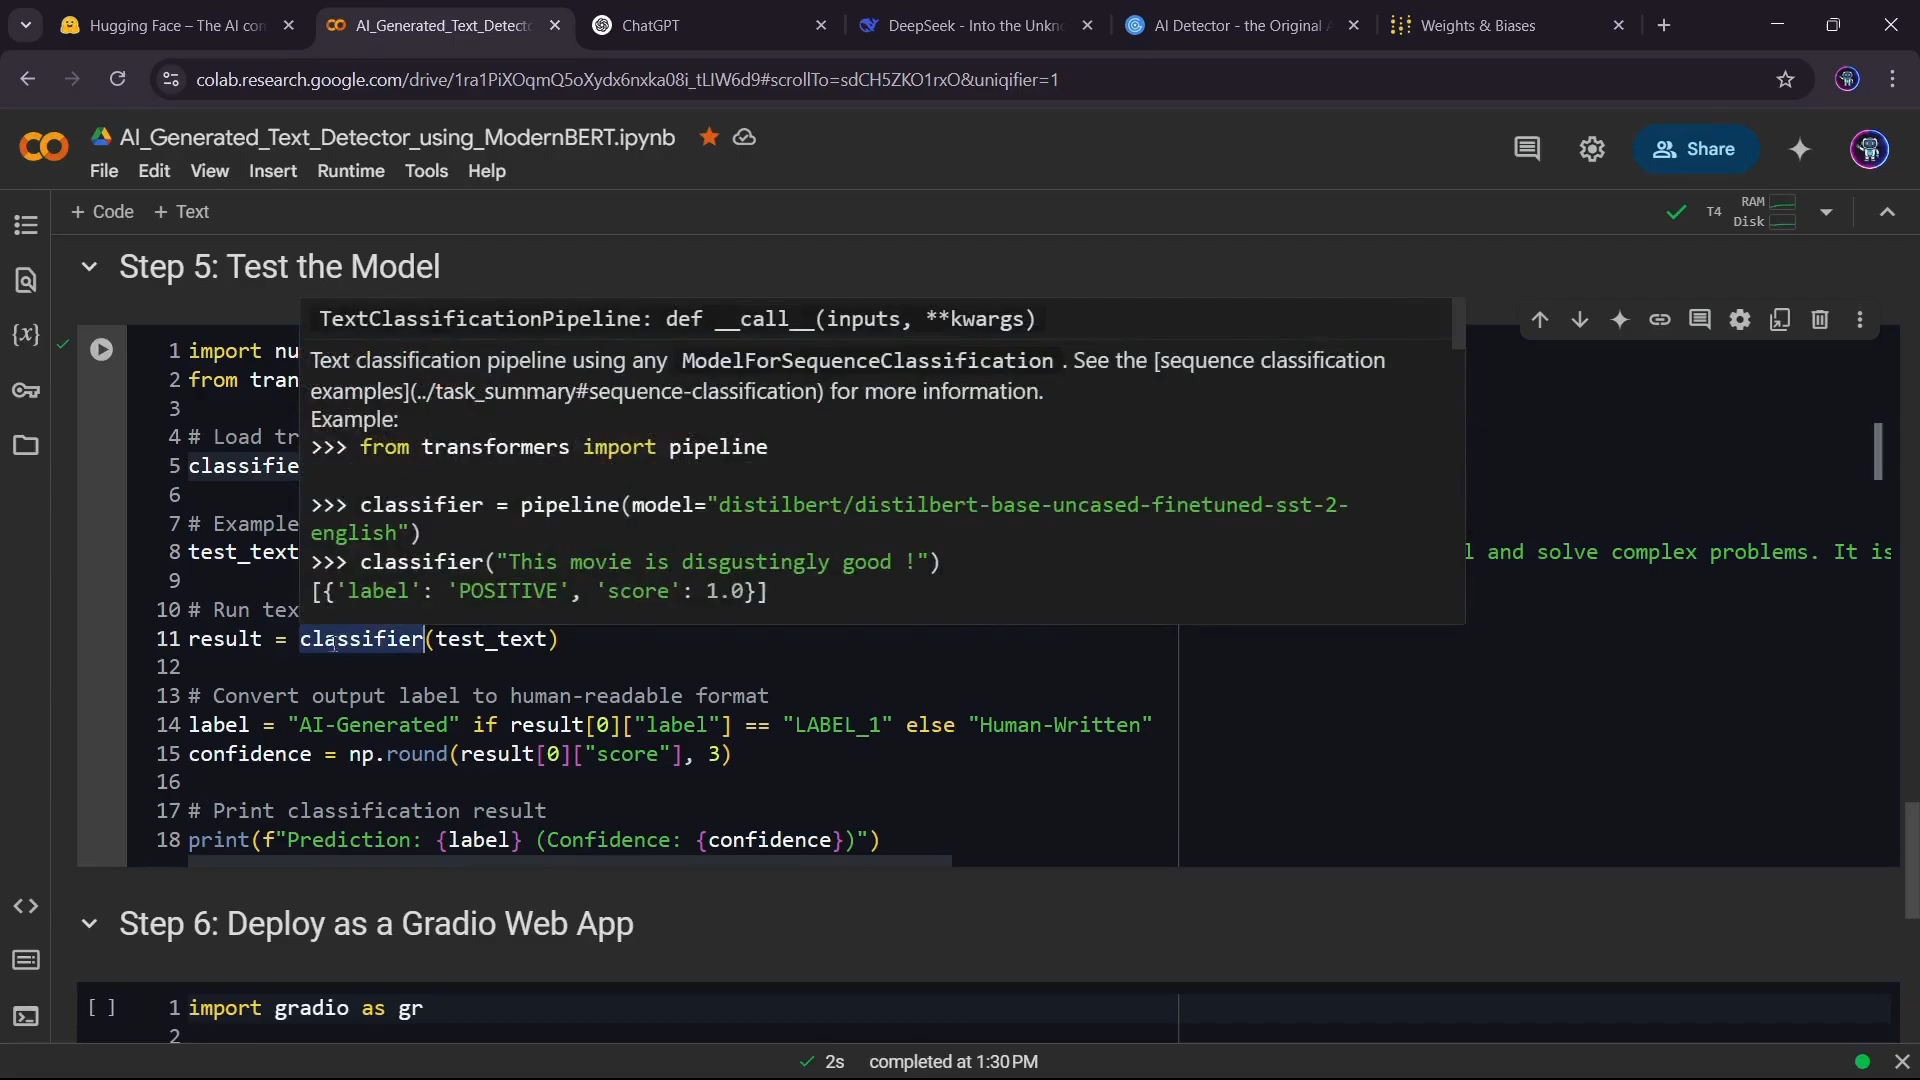 Hugging Face – The AI con
AI_Generated_Text_Detecto
ChatGPT
DeepSeek - Into the Unkno
AI Detector - the Original A
Weights & Biases
colab.research.google.com/drive/1ra1PiXOqmQ5oXydx6nxka08i_tLIW6d9#scrollTo=sdCH5ZKO1rxO&uniqifier=1
CO
AI_Generated_Text_Detector_using_ModernBERT.ipynb
File Edit View Insert Runtime Tools Help
Share
+ Code + Text
T4
RAM
Disk
Step 5: Test the Model
TextClassificationPipeline: def __call__(inputs, **kwargs)
Text classification pipeline using any ModelForSequenceClassification . See the [sequence classification
examples](../task_summary#sequence-classification) for more information.
Example:
>>> from transformers import pipeline
>>> classifier = pipeline(model="distilbert/distilbert-base-uncased-finetuned-sst-2-
english")
>>> classifier("This movie is disgustingly good !")
[{'label': 'POSITIVE', 'score': 1.0}]
1 import nu
2 from tran
3
4 # Load tr
5 classifie
6
7 # Example
8 test_text l and solve complex problems. It is
9
10 # Run tex
11 result = classifier(test_text)
12
13 # Convert output label to human-readable format
14 label = "AI-Generated" if result[0]["label"] == "LABEL_1" else "Human-Written"
15 confidence = np.round(result[0]["score"], 3)
16
17 # Print classification result
18 print(f"Prediction: {label} (Confidence: {confidence})")
Step 6: Deploy as a Gradio Web App
[ ] 1 import gradio as gr
2
2s completed at 1:30 PM